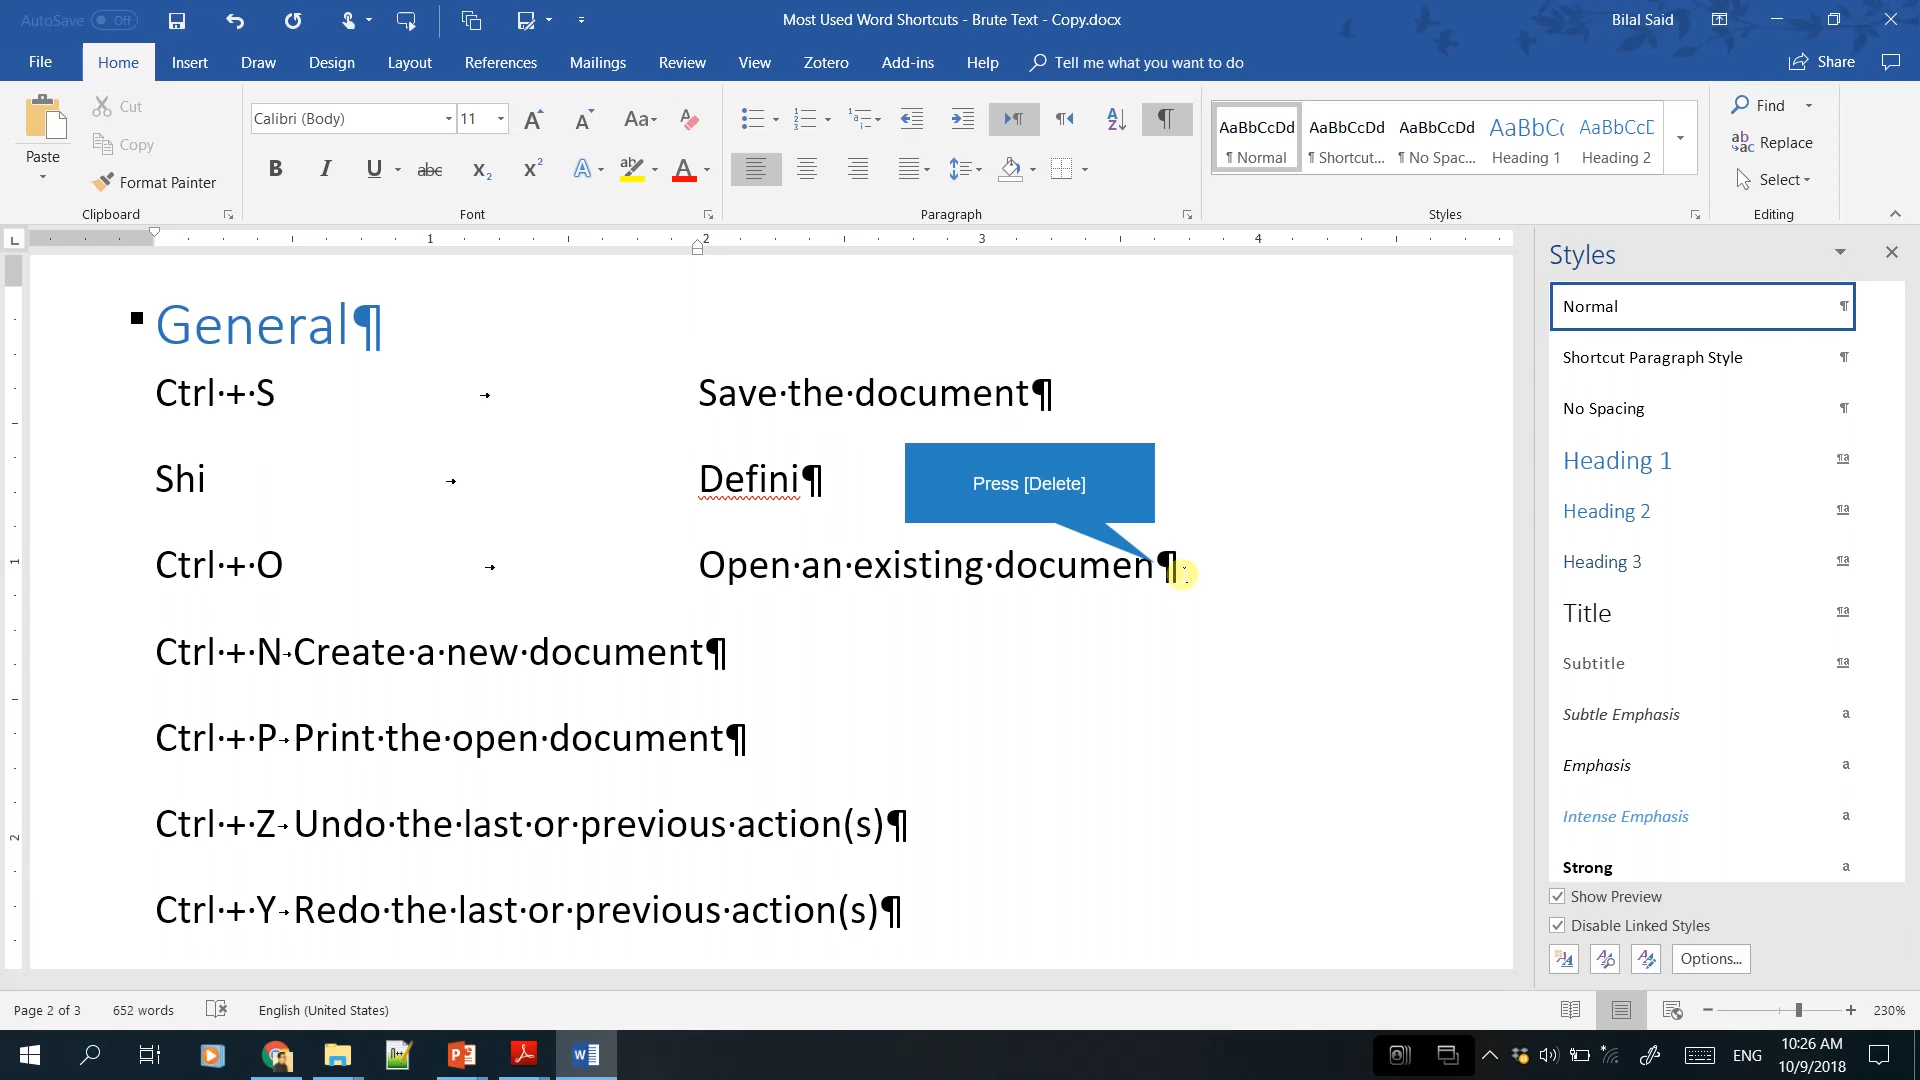 AutoSave Off
Most Used Word Shortcuts - Brute Text - Copy.docx
Bilal Said
File Home Insert Draw Design Layout References Mailings Review View Zotero Add-ins Help Tell me what you want to do Share
Paste
Cut
Copy
Format Painter
Clipboard
Calibri (Body) 11
Font
Paragraph
AaBbCcDd AaBbCcDd AaBbCcDd AaBbCc AaBbCcD
¶ Normal ¶ Shortcut... ¶ No Spac... Heading 1 Heading 2
Styles
Find
Replace
Select
Editing
1 2 3 4
General¶
Ctrl·+·S → Save·the·document¶
Shi → Defini¶
Press [Delete]
Ctrl·+·O → Open·an·existing·documen¶
Ctrl·+·N→Create·a·new·document¶
Ctrl·+·P→Print·the·open·document¶
Ctrl·+·Z→Undo·the·last·or·previous·action(s)¶
Ctrl·+·Y→Redo·the·last·or·previous·action(s)¶
Styles
Normal ¶
Shortcut Paragraph Style ¶
No Spacing ¶
Heading 1 ¶a
Heading 2 ¶a
Heading 3 ¶a
Title ¶a
Subtitle ¶a
Subtle Emphasis a
Emphasis a
Intense Emphasis a
Strong a
Show Preview
Disable Linked Styles
Options...
Page 2 of 3 652 words English (United States) 230%
ENG
10:26 AM
10/9/2018